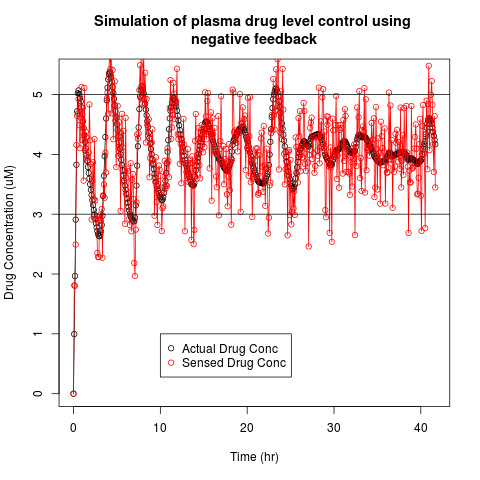 Simulation of plasma drug level control using
negative feedback
Drug Concentration (uM)
5
4
3
2
1
0
Actual Drug Conc
Sensed Drug Conc
0 10 20 30 40
Time (hr)